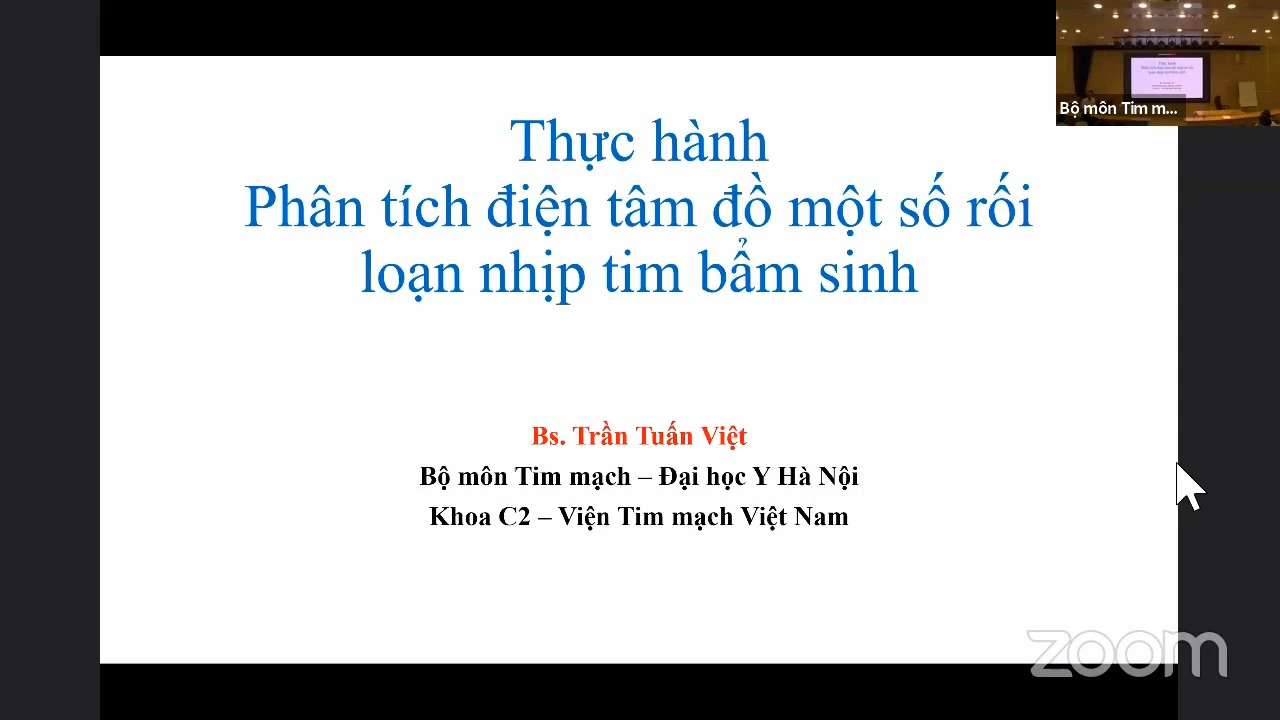 Thực hành
Phân tích điện tâm đồ một số rối
loạn nhịp tim bẩm sinh
Bs. Trần Tuấn Việt
Bộ môn Tim mạch – Đại học Y Hà Nội
Khoa C2 – Viện Tim mạch Việt Nam
Bộ môn Tim m...
zoom